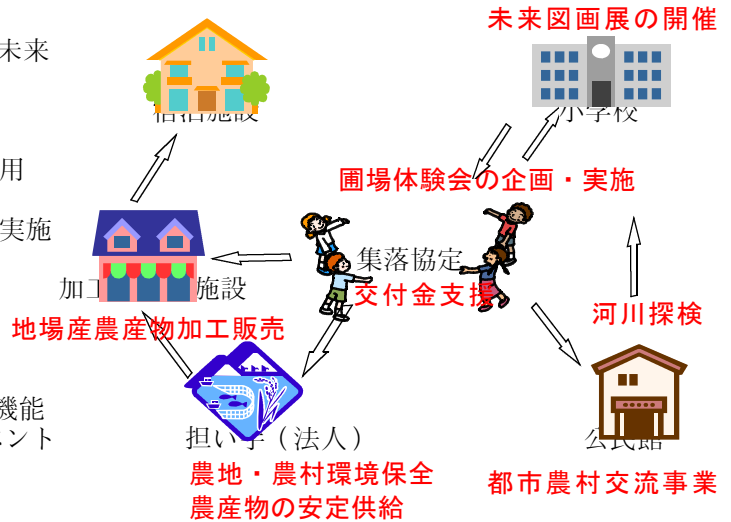 未来図画展の開催
未来
宿泊施設
小学校
用
圃場体験会の企画・実施
実施
集落協定
加工
施設
交付金支援
河川探検
地場産農産物加工販売
機能
ント
担い手（法人）
公民館
農地・農村環境保全
都市農村交流事業
農産物の安定供給